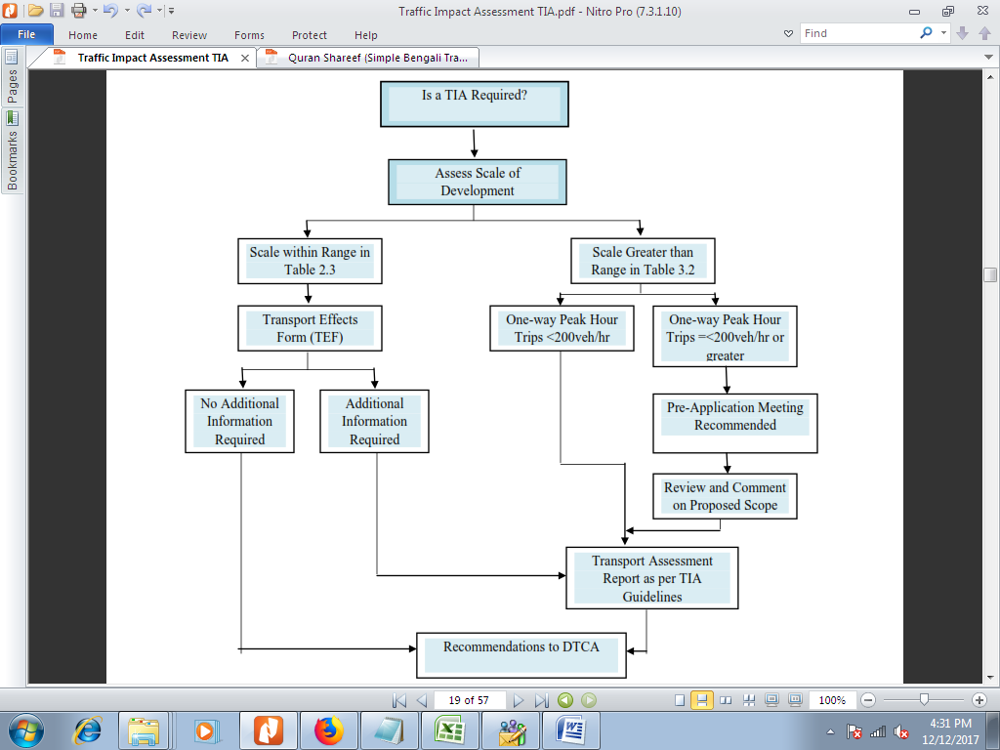 Traffic Impact Assessment TIA.pdf - Nitro Pro (7.3.1.10)
File Home Edit Review Forms Protect Help Find
Traffic Impact Assessment TIA Quran Shareef (Simple Bengali Tra...
Pages
Bookmarks
Is a TIA Required?
Assess Scale of
Development
Scale within Range in
Table 2.3
Scale Greater than
Range in Table 3.2
Transport Effects
Form (TEF)
One-way Peak Hour
Trips <200veh/hr
One-way Peak Hour
Trips =<200veh/hr or
greater
No Additional
Information
Required
Additional
Information
Required
Pre-Application Meeting
Recommended
Review and Comment
on Proposed Scope
Transport Assessment
Report as per TIA
Guidelines
Recommendations to DTCA
19 of 57 100%
4:31 PM
12/12/2017